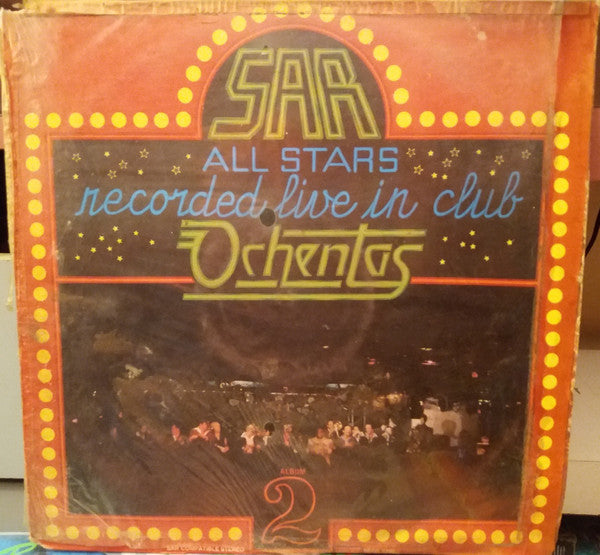 SAR
ALL STARS
recorded live in club
Ochentas
ALBUM
2
SAR COMPATIBLE STEREO